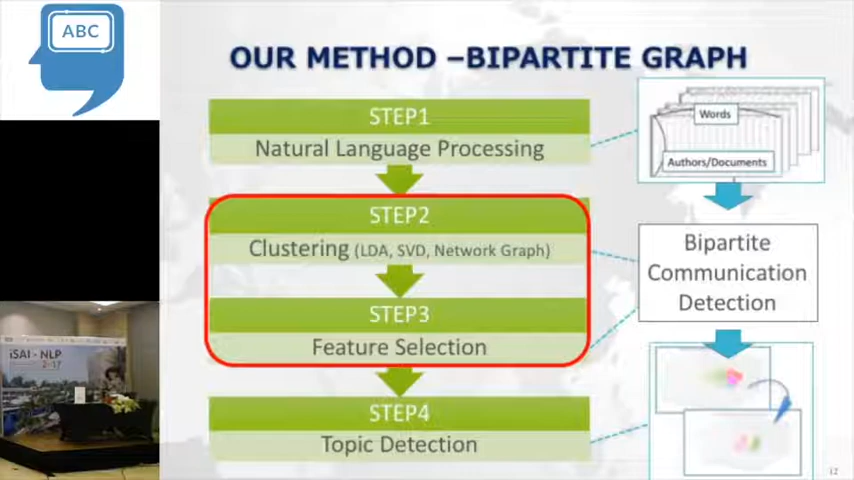 ABC
OUR METHOD –BIPARTITE GRAPH
STEP1
Natural Language Processing
STEP2
Clustering (LDA, SVD, Network Graph)
STEP3
Feature Selection
STEP4
Topic Detection
Words
Authors/Documents
Bipartite
Communication
Detection
iSAI - NLP
12